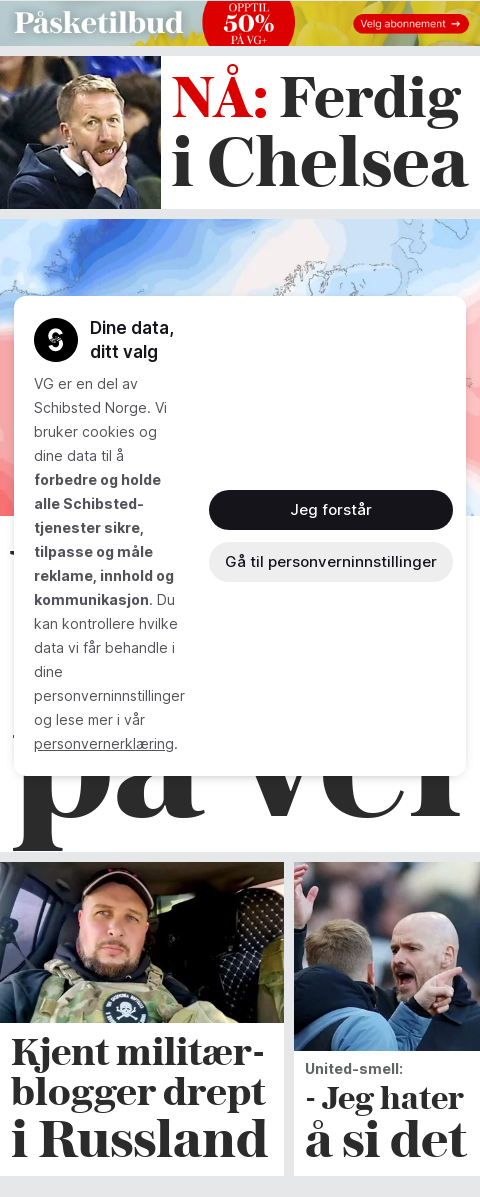 Påsketilbud
OPPTIL
50%
PÅ VG+
Velg abonnement →
NÅ: Ferdig
i Chelsea
Dine data,
ditt valg
VG er en del av
Schibsted Norge. Vi
bruker cookies og
dine data til å
forbedre og holde
alle Schibsted-
tjenester sikre,
tilpasse og måle
reklame, innhold og
kommunikasjon. Du
kan kontrollere hvilke
data vi får behandle i
dine
personverninnstillinger
og lese mer i vår
personvernerklæring.
Jeg forstår
Gå til personverninnstillinger
Kjent militær-
blogger drept
i Russland
United-smell:
- Jeg hater
å si det